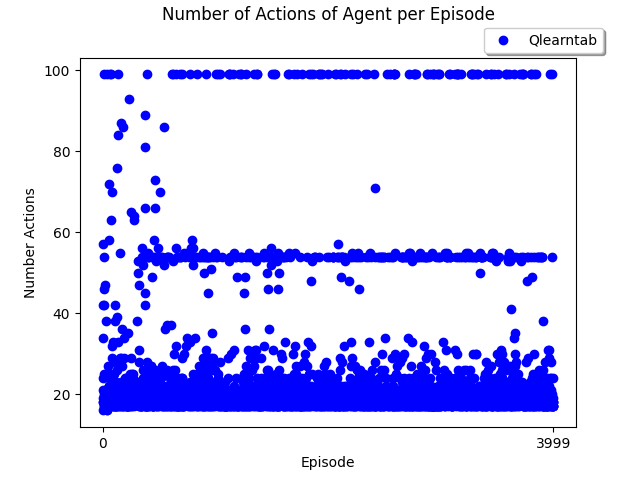 Number of Actions of Agent per Episode
Qlearntab
100
80
60
40
20
Number Actions
0
3999
Episode